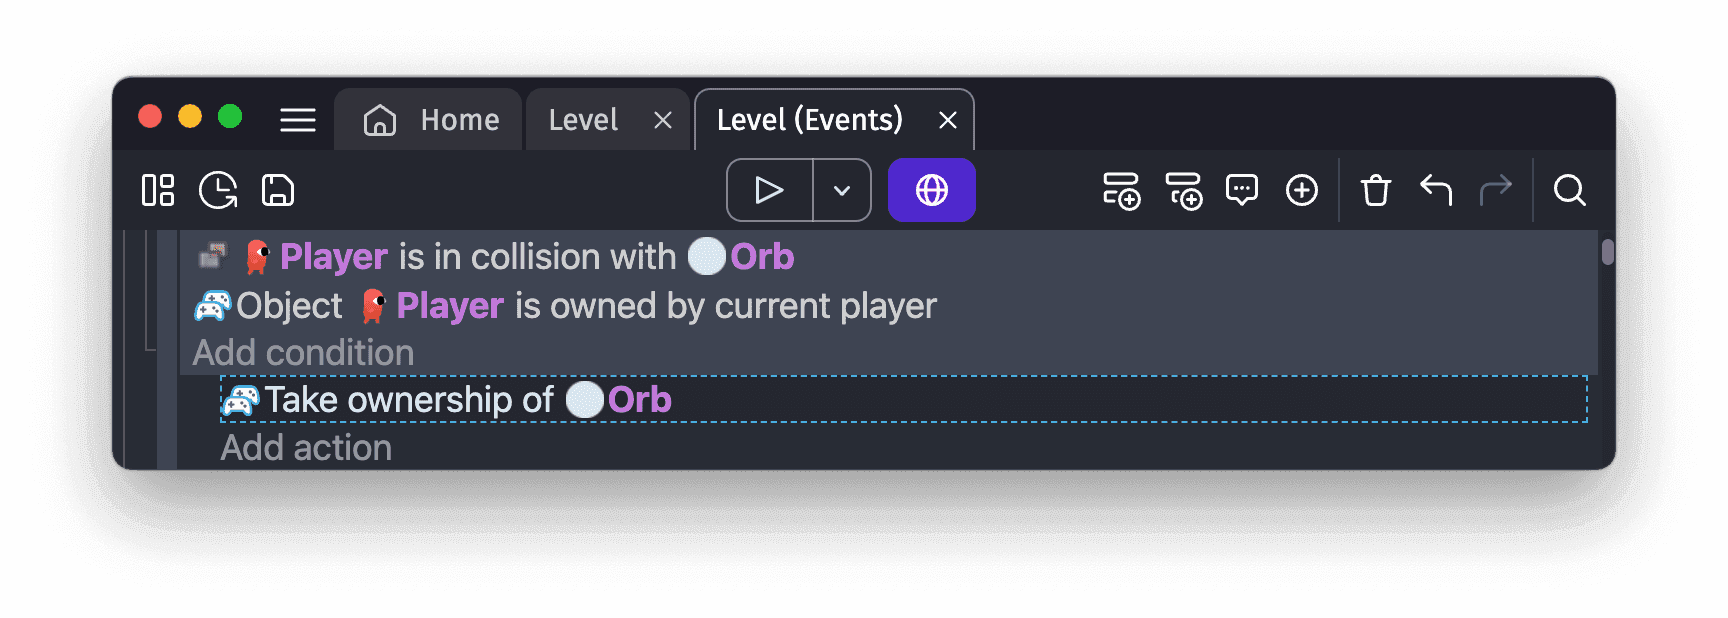 Home Level Level (Events)
Player is in collision with Orb
Object Player is owned by current player
Add condition
Take ownership of Orb
Add action